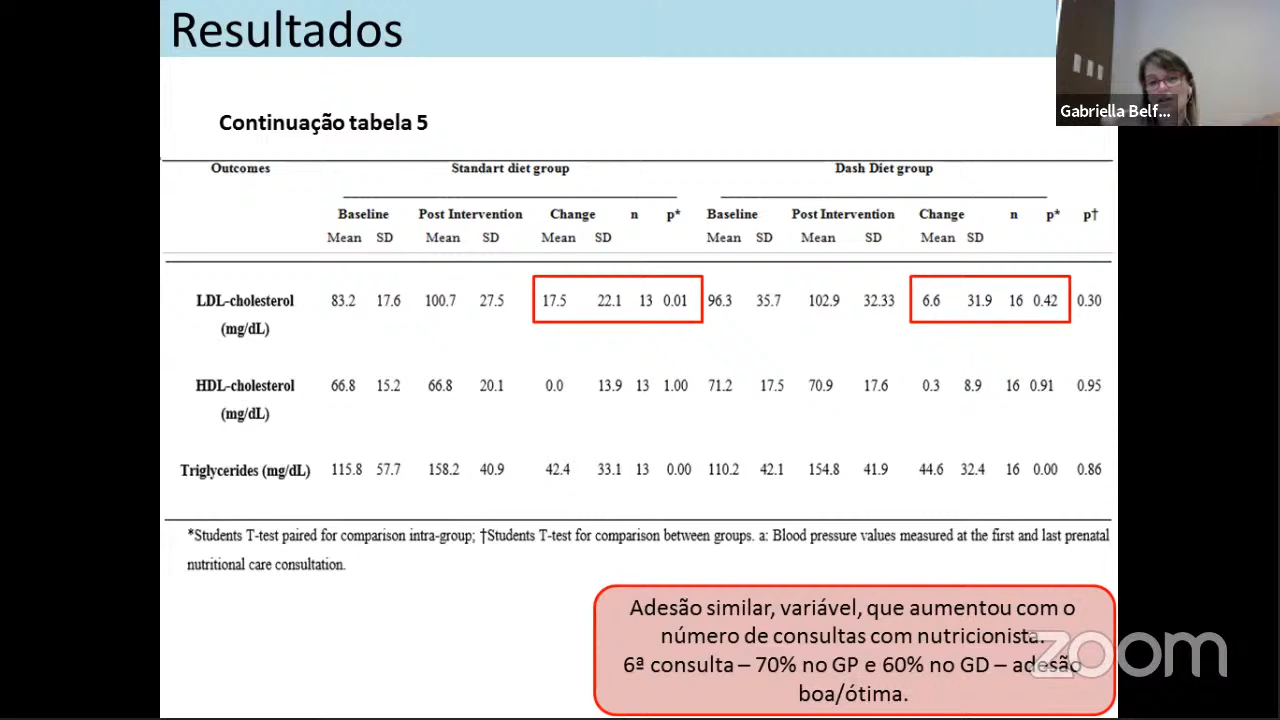 Resultados
Gabriella Belf...
Continuação tabela 5
Outcomes Standart diet group Dash Diet group
Baseline Post Intervention Change n p* Baseline Post Intervention Change n p* p†
Mean SD Mean SD Mean SD Mean SD Mean SD Mean SD
LDL-cholesterol 83.2 17.6 100.7 27.5 17.5 22.1 13 0.01 96.3 35.7 102.9 32.33 6.6 31.9 16 0.42 0.30
(mg/dL)
HDL-cholesterol 66.8 15.2 66.8 20.1 0.0 13.9 13 1.00 71.2 17.5 70.9 17.6 0.3 8.9 16 0.91 0.95
(mg/dL)
Triglycerides (mg/dL) 115.8 57.7 158.2 40.9 42.4 33.1 13 0.00 110.2 42.1 154.8 41.9 44.6 32.4 16 0.00 0.86
*Students T-test paired for comparison intra-group; †Students T-test for comparison between groups. a: Blood pressure values measured at the first and last prenatal
nutritional care consultation.
Adesão similar, variável, que aumentou com o
número de consultas com nutricionista.
6ª consulta – 70% no GP e 60% no GD – adesão
boa/ótima.
zoom